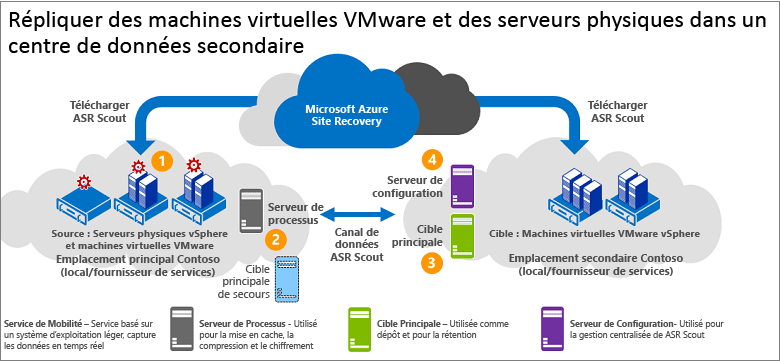 Répliquer des machines virtuelles VMware et des serveurs physiques dans un
centre de données secondaire
Télécharger
ASR Scout
Microsoft Azure
Site Recovery
Télécharger
ASR Scout
1
Source : Serveurs physiques vSphere
et machines virtuelles VMware
Emplacement principal Contoso
(local/fournisseur de services)
Serveur de
processus
2
Cible
principale
de secours
Canal de
données
ASR Scout
4
Serveur de
configuration
Cible
principale
3
Cible : Machines virtuelles VMware vSphere
Emplacement secondaire Contoso
(local/fournisseur de services)
Service de Mobilité – Service basé sur
un système d'exploitation léger, capture
les données en temps réel
Serveur de Processus - Utilisé
pour la mise en cache, la
compression et le chiffrement
Cible Principale – Utilisée comme
dépôt et pour la rétention
Serveur de Configuration- Utilisé pour
la gestion centralisée de ASR Scout